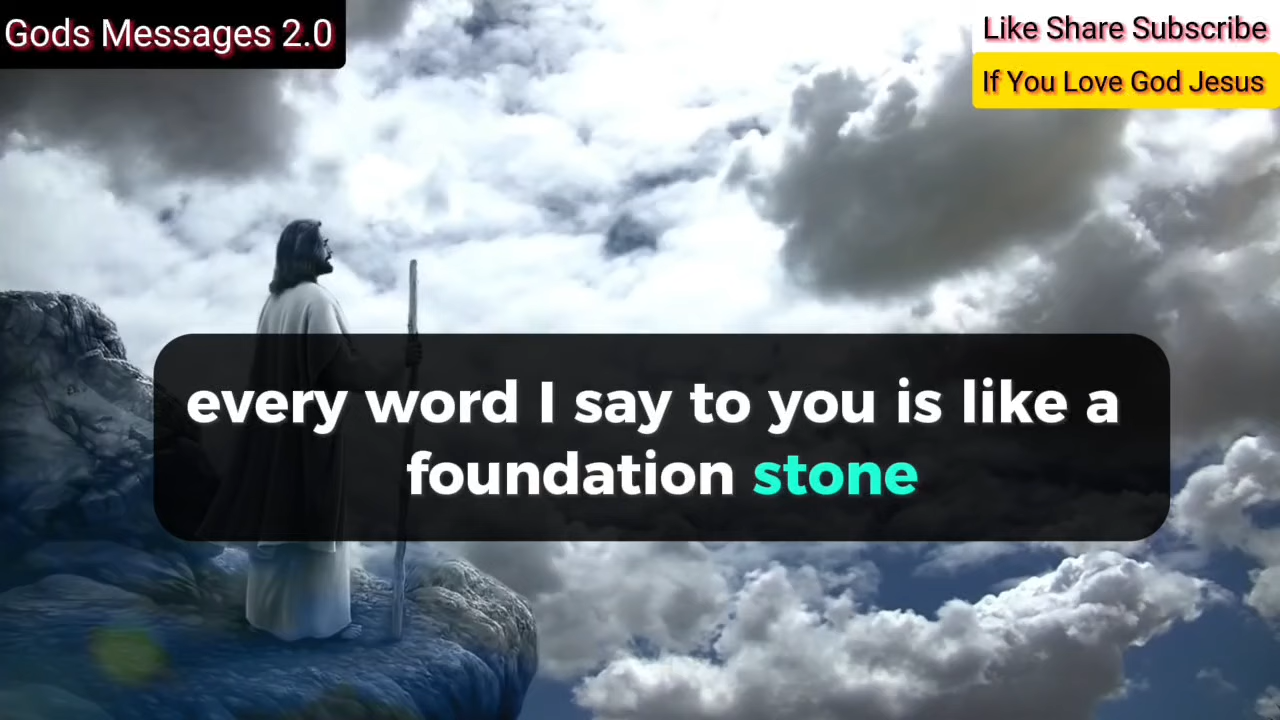 Gods Messages 2.0
Like Share Subscribe
If You Love God Jesus
every word I say to you is like a
foundation stone